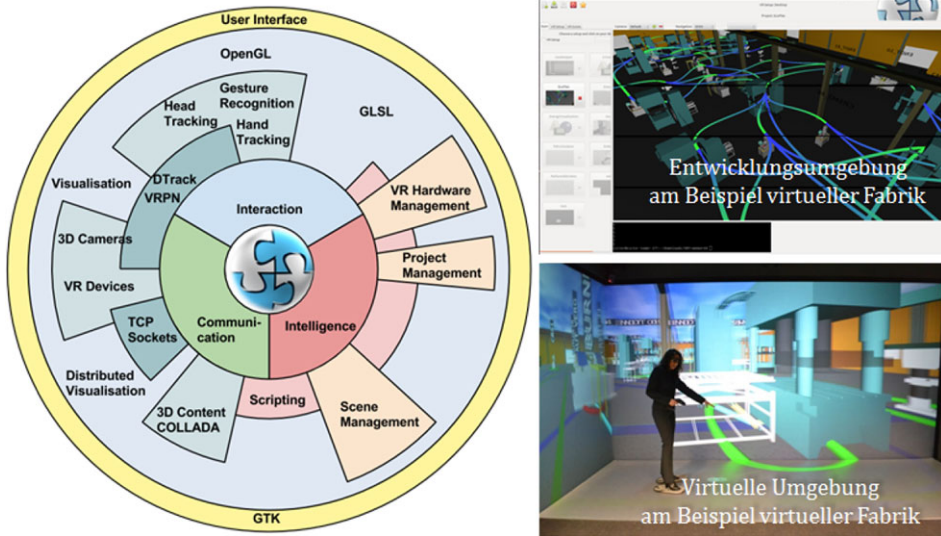 User Interface
OpenGL
Gesture
Recognition
Head
Tracking
Hand
Tracking
GLSL
Visualisation
DTrack
VRPN
Interaction
VR Hardware
Management
3D Cameras
VR Devices
Project
Management
TCP
Sockets
Communi-
cation
Intelligence
Distributed
Visualisation
3D Content
COLLADA
Scripting
Scene
Management
GTK
Entwicklungsumgebung
am Beispiel virtueller Fabrik
Virtuelle Umgebung
am Beispiel virtueller Fabrik